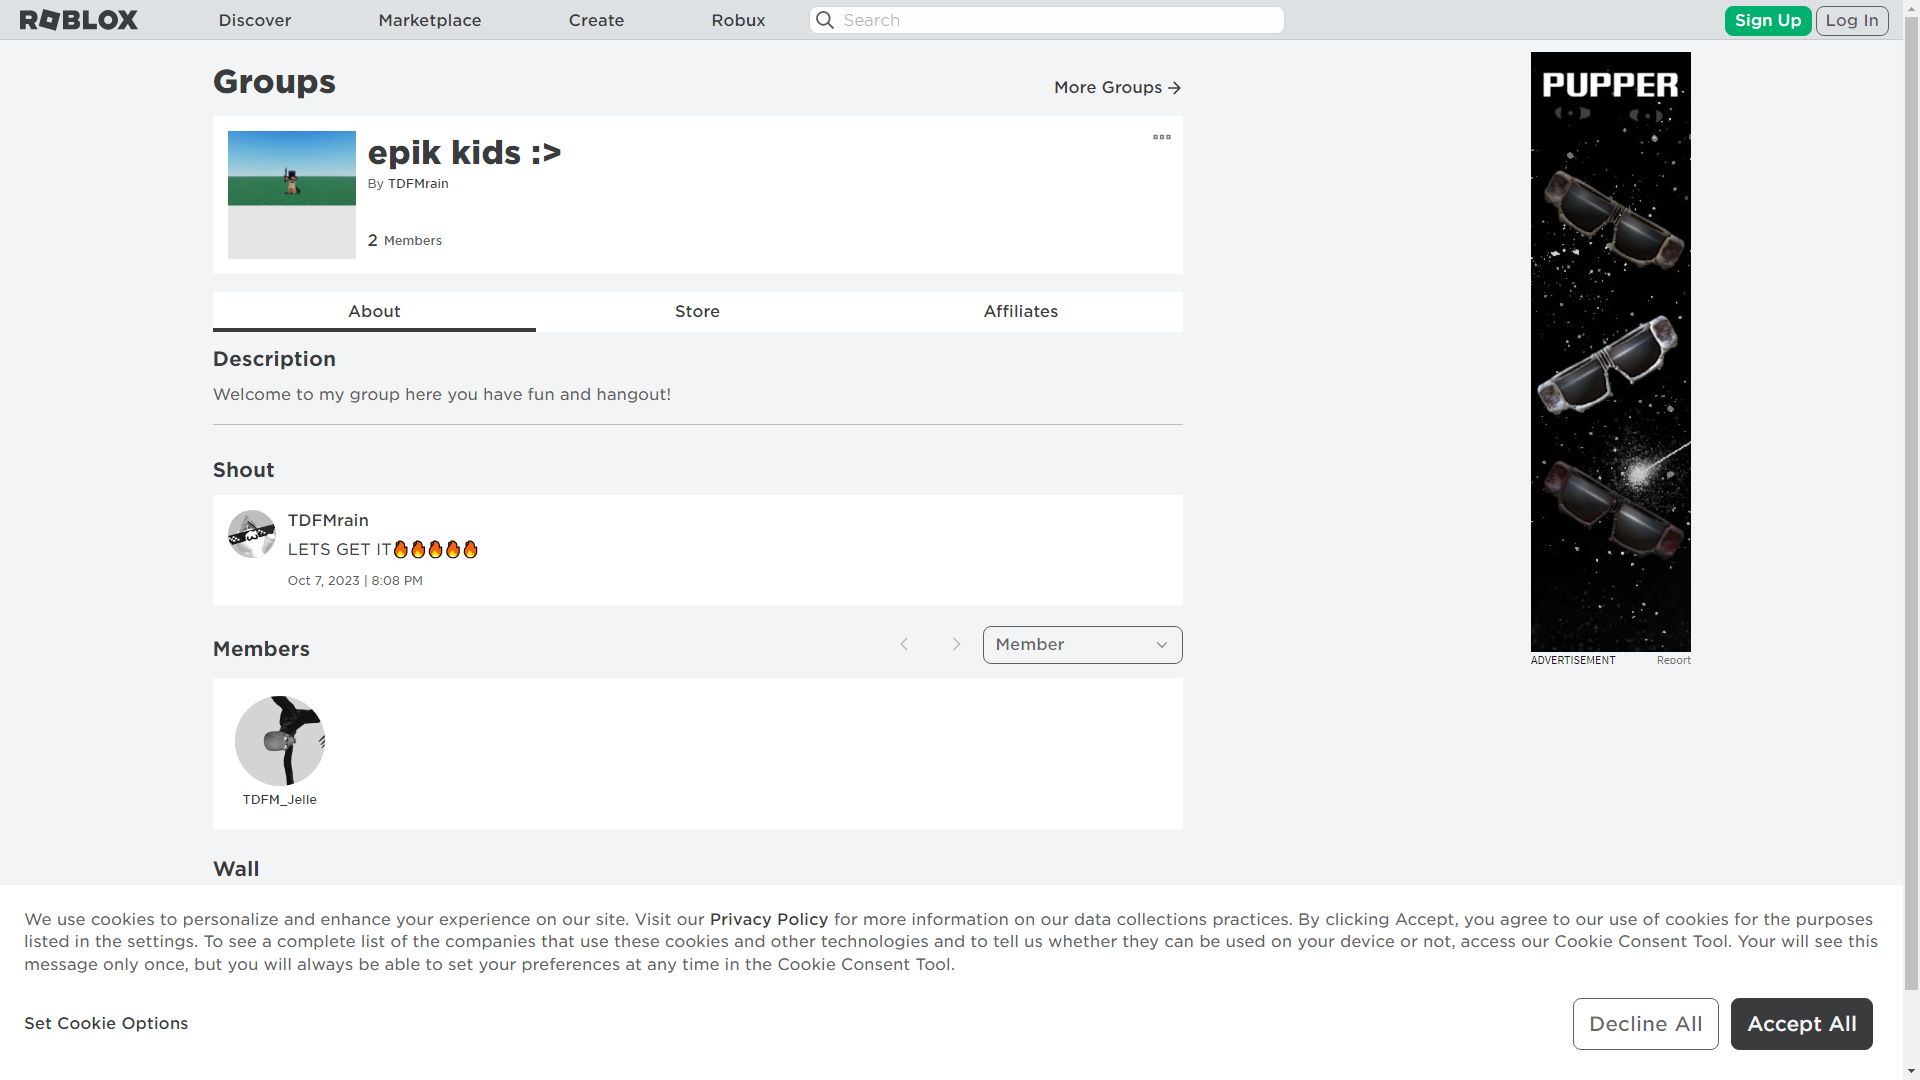 ROBLOX
Discover
Marketplace
Create
Robux
Search
Sign Up
Log In
Groups
More Groups
epik kids :>
By TDFMrain
2 Members
About
Store
Affiliates
Description
Welcome to my group here you have fun and hangout!
Shout
TDFMrain
LETS GET IT🔥🔥🔥🔥🔥
Oct 7, 2023 | 8:08 PM
Members
Member
TDFM_Jelle
Wall
PUPPER
ADVERTISEMENT
Report
We use cookies to personalize and enhance your experience on our site. Visit our Privacy Policy for more information on our data collections practices. By clicking Accept, you agree to our use of cookies for the purposes
listed in the settings. To see a complete list of the companies that use these cookies and other technologies and to tell us whether they can be used on your device or not, access our Cookie Consent Tool. Your will see this
message only once, but you will always be able to set your preferences at any time in the Cookie Consent Tool.
Set Cookie Options
Decline All
Accept All